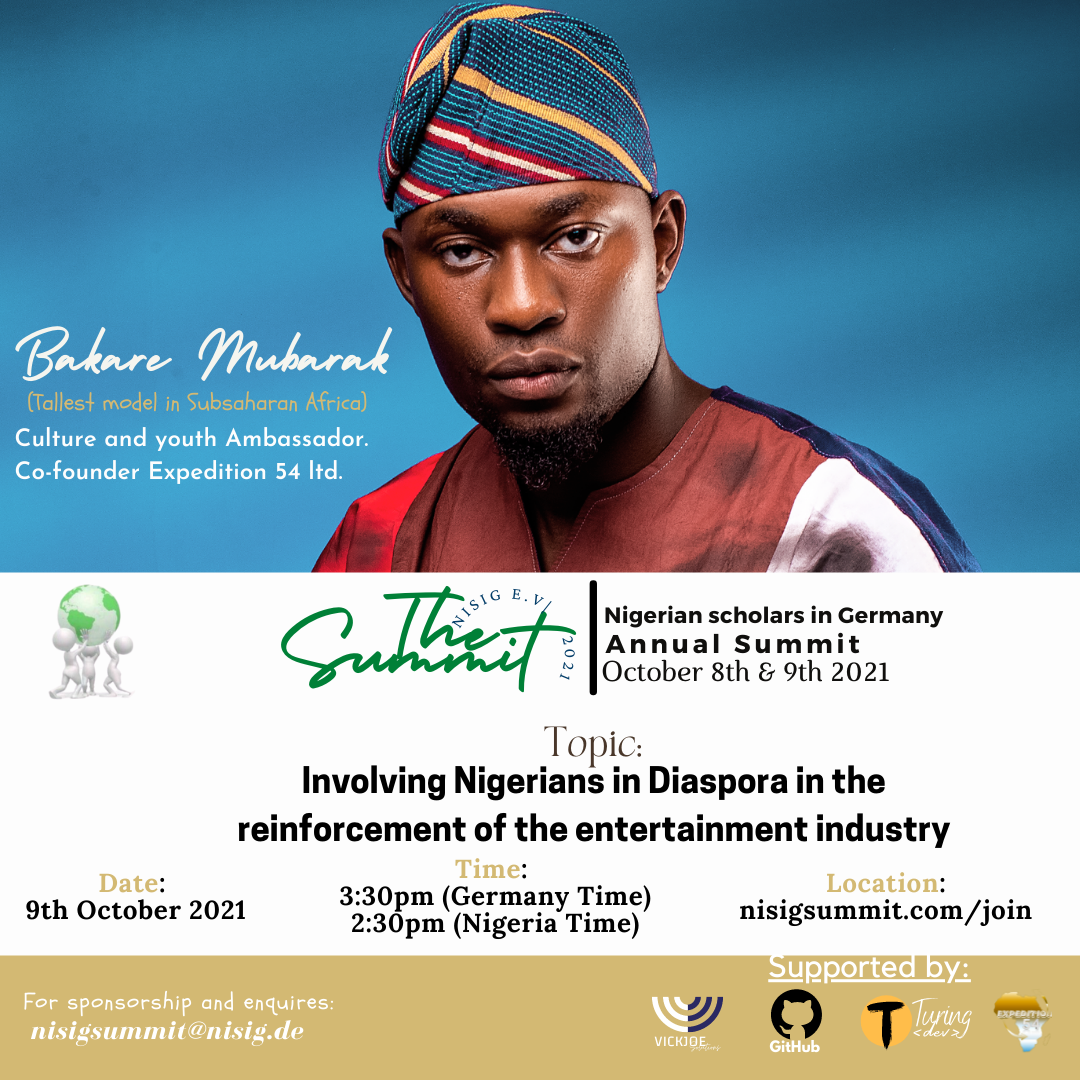 Bakare Mubarak
(Tallest model in Subsaharan Africa)
Culture and youth Ambassador.
Co-founder Expedition 54 ltd.
The
Summit
NISIG E.V/ 2021
Nigerian scholars in Germany
Annual Summit
October 8th & 9th 2021
Topic:
Involving Nigerians in Diaspora in the
reinforcement of the entertainment industry
Date:
9th October 2021
Time:
3:30pm (Germany Time)
2:30pm (Nigeria Time)
Location:
nisigsummit.com/join
For sponsorship and enquires:
nisigsummit@nisig.de
Supported by:
VICKJOE
Solutions
GitHub
T Turing
<dev>
EXPEDITION
54